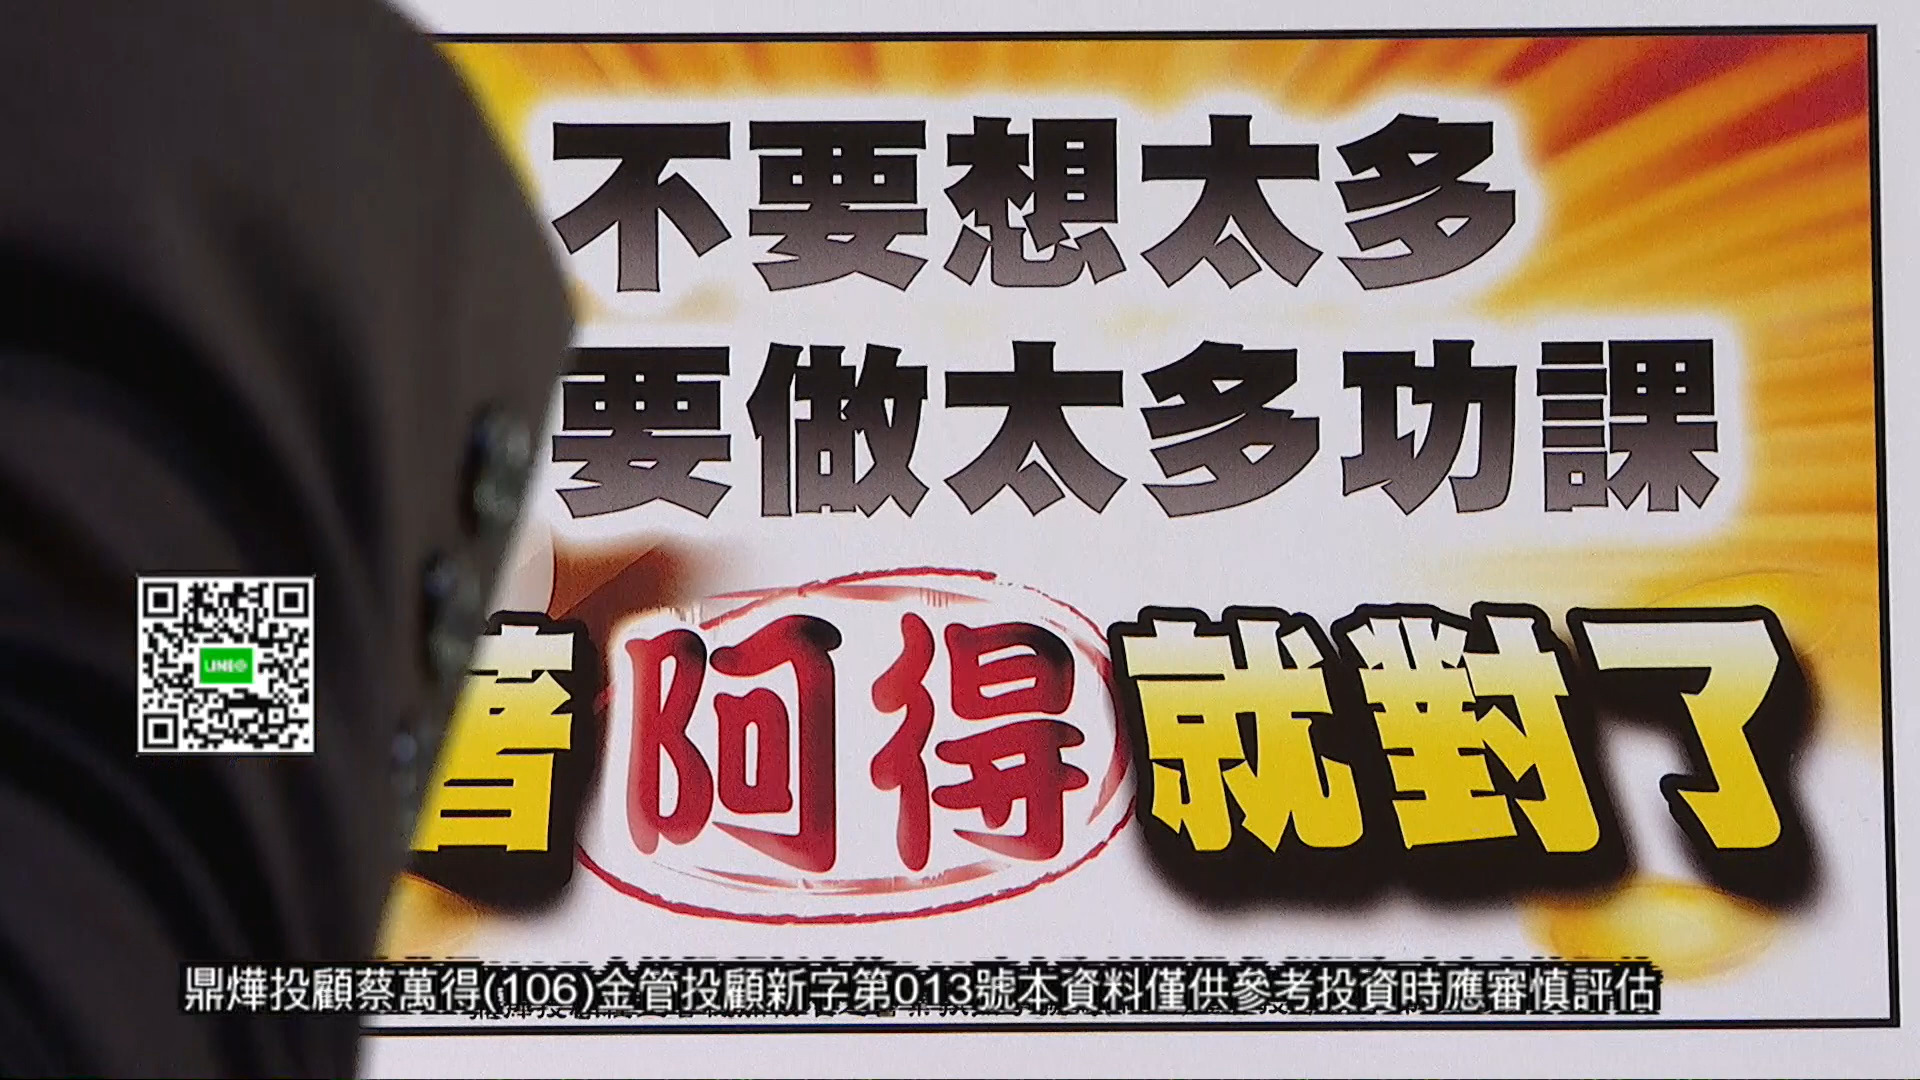 不要想太多
要做太多功課
著阿得就對了
LINE@
鼎燁投顧蔡萬得(106)金管投顧新字第013號本資料僅供參考投資時應審慎評估